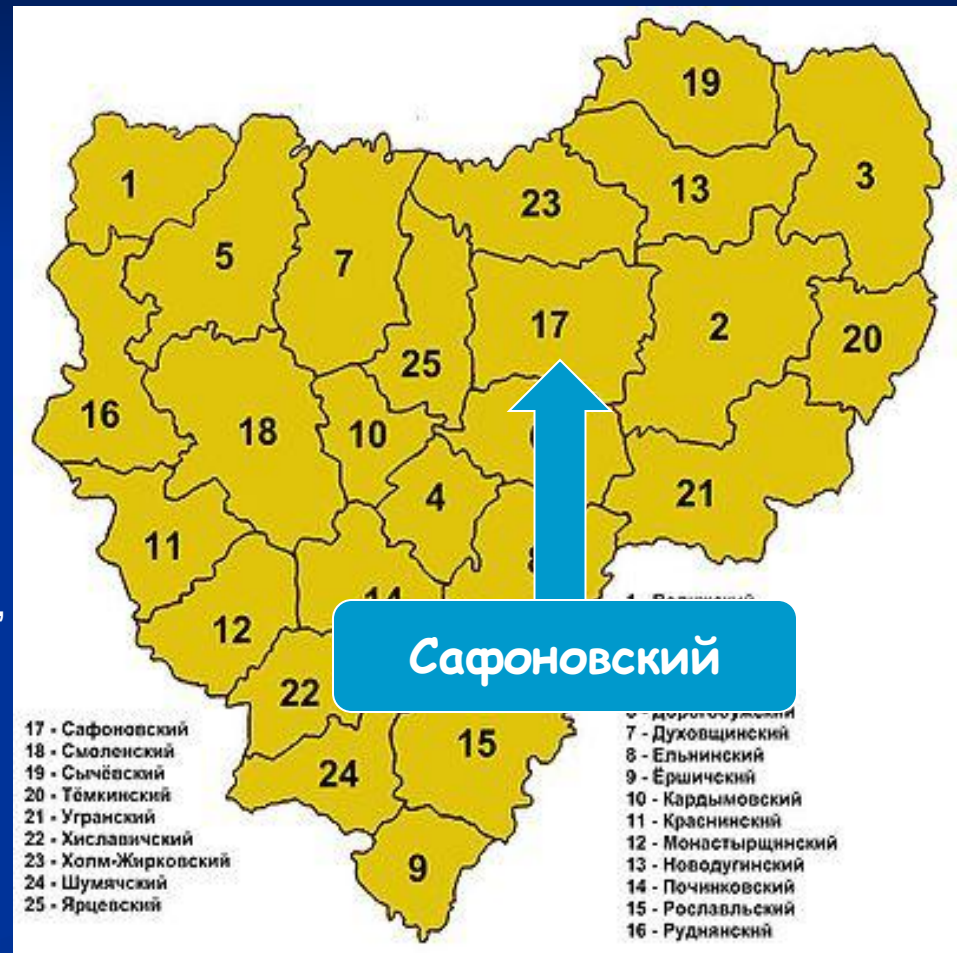 19
1
23
13
3
5
7
17
2
20
25
16
18
10
4
21
11
14
12
Сафоновский
22
15
24
9
17 - Сафоновский
18 - Смоленский
19 - Сычёвский
20 - Тёмкинский
21 - Угранский
22 - Хиславичский
23 - Холм-Жирковский
24 - Шумячский
25 - Ярцевский
Дорогобужский
7 - Духовщинский
8 - Ельнинский
9 - Ёршичский
10 - Кардымовский
11 - Краснинский
12 - Монастырщинский
13 - Новодугинский
14 - Починковский
15 - Рославльский
16 - Руднянский